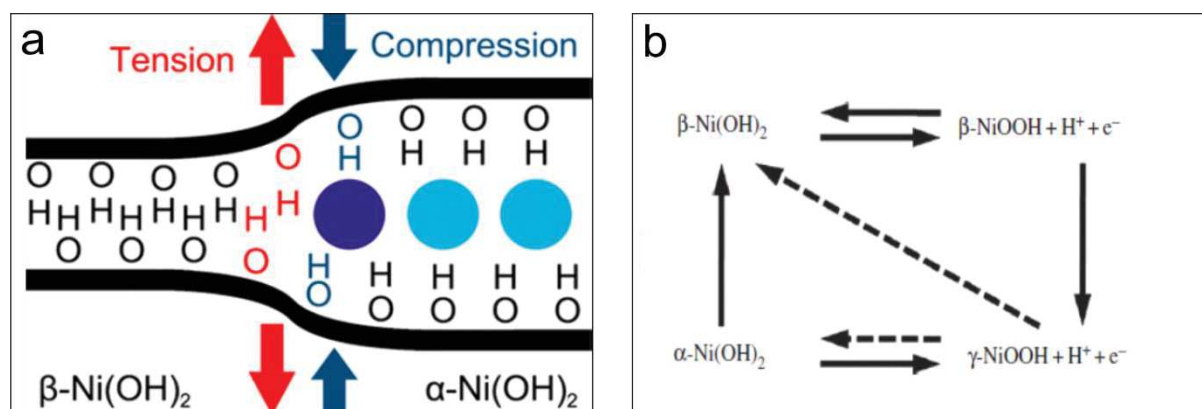 a
Tension
Compression
O O O O
H H H H
O O O O O
H H H H H H H H H
O O O O
H H H H H
O O O O O
β-Ni(OH)₂
α-Ni(OH)₂
b
β-Ni(OH)₂
β-NiOOH + H⁺ + e⁻
α-Ni(OH)₂
γ-NiOOH + H⁺ + e⁻